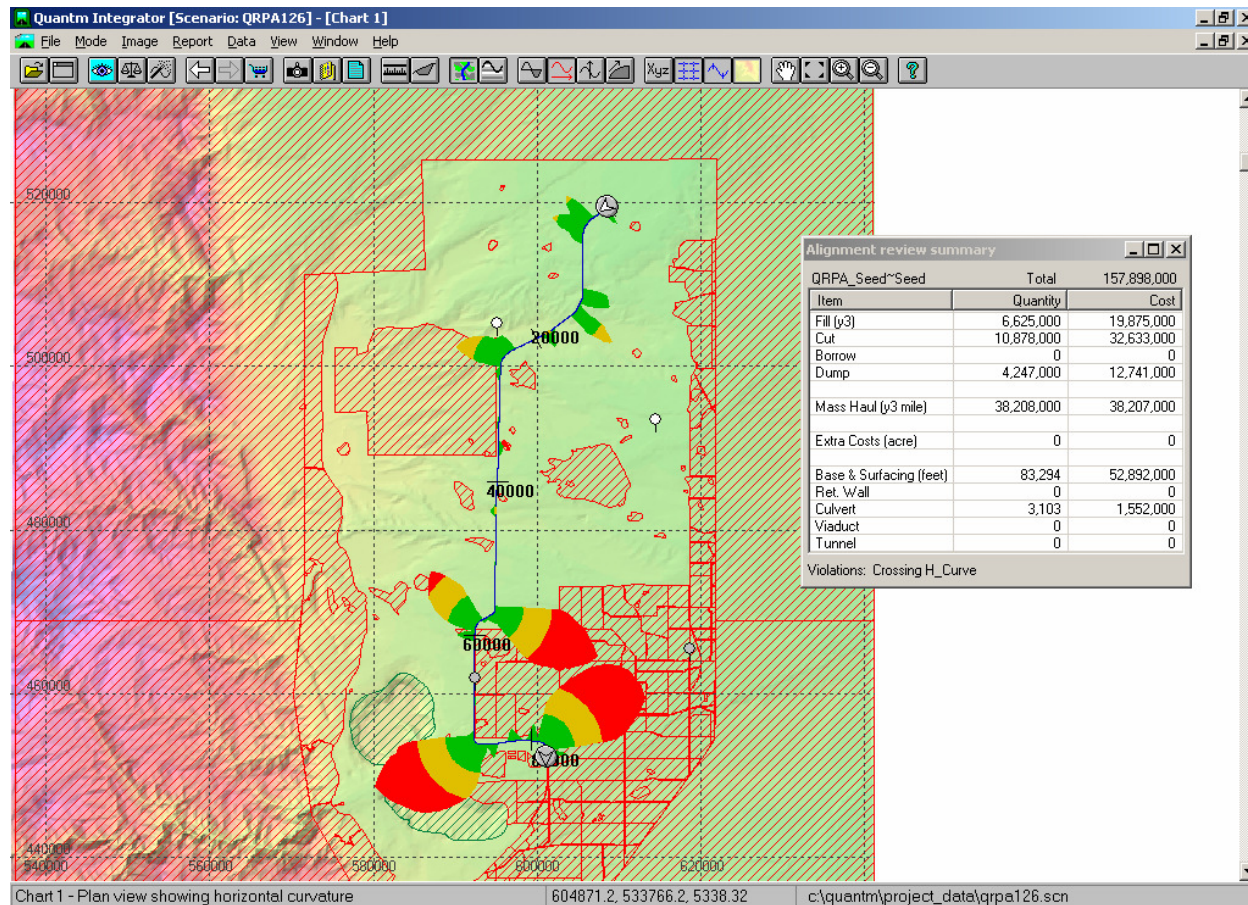 Quantm Integrator [Scenario: QRPA126] - [Chart 1]
File Mode Image Report Data View Window Help
Xyz
520000
500000
480000
460000
440000
540000 560000 580000 600000 620000
20000
40000
60000
Alignment review summary
QRPA_Seed~Seed Total 157,898,000
Item Quantity Cost
Fill (y3) 6,625,000 19,875,000
Cut 10,878,000 32,633,000
Borrow 0 0
Dump 4,247,000 12,741,000
Mass Haul (y3 mile) 38,208,000 38,207,000
Extra Costs (acre) 0 0
Base & Surfacing (feet) 83,294 52,892,000
Ret. Wall 0 0
Culvert 3,103 1,552,000
Viaduct 0 0
Tunnel 0 0
Violations: Crossing H_Curve
Chart 1 - Plan view showing horizontal curvature 604871.2, 533766.2, 5338.32 c:\quantm\project_data\qrpa126.scn